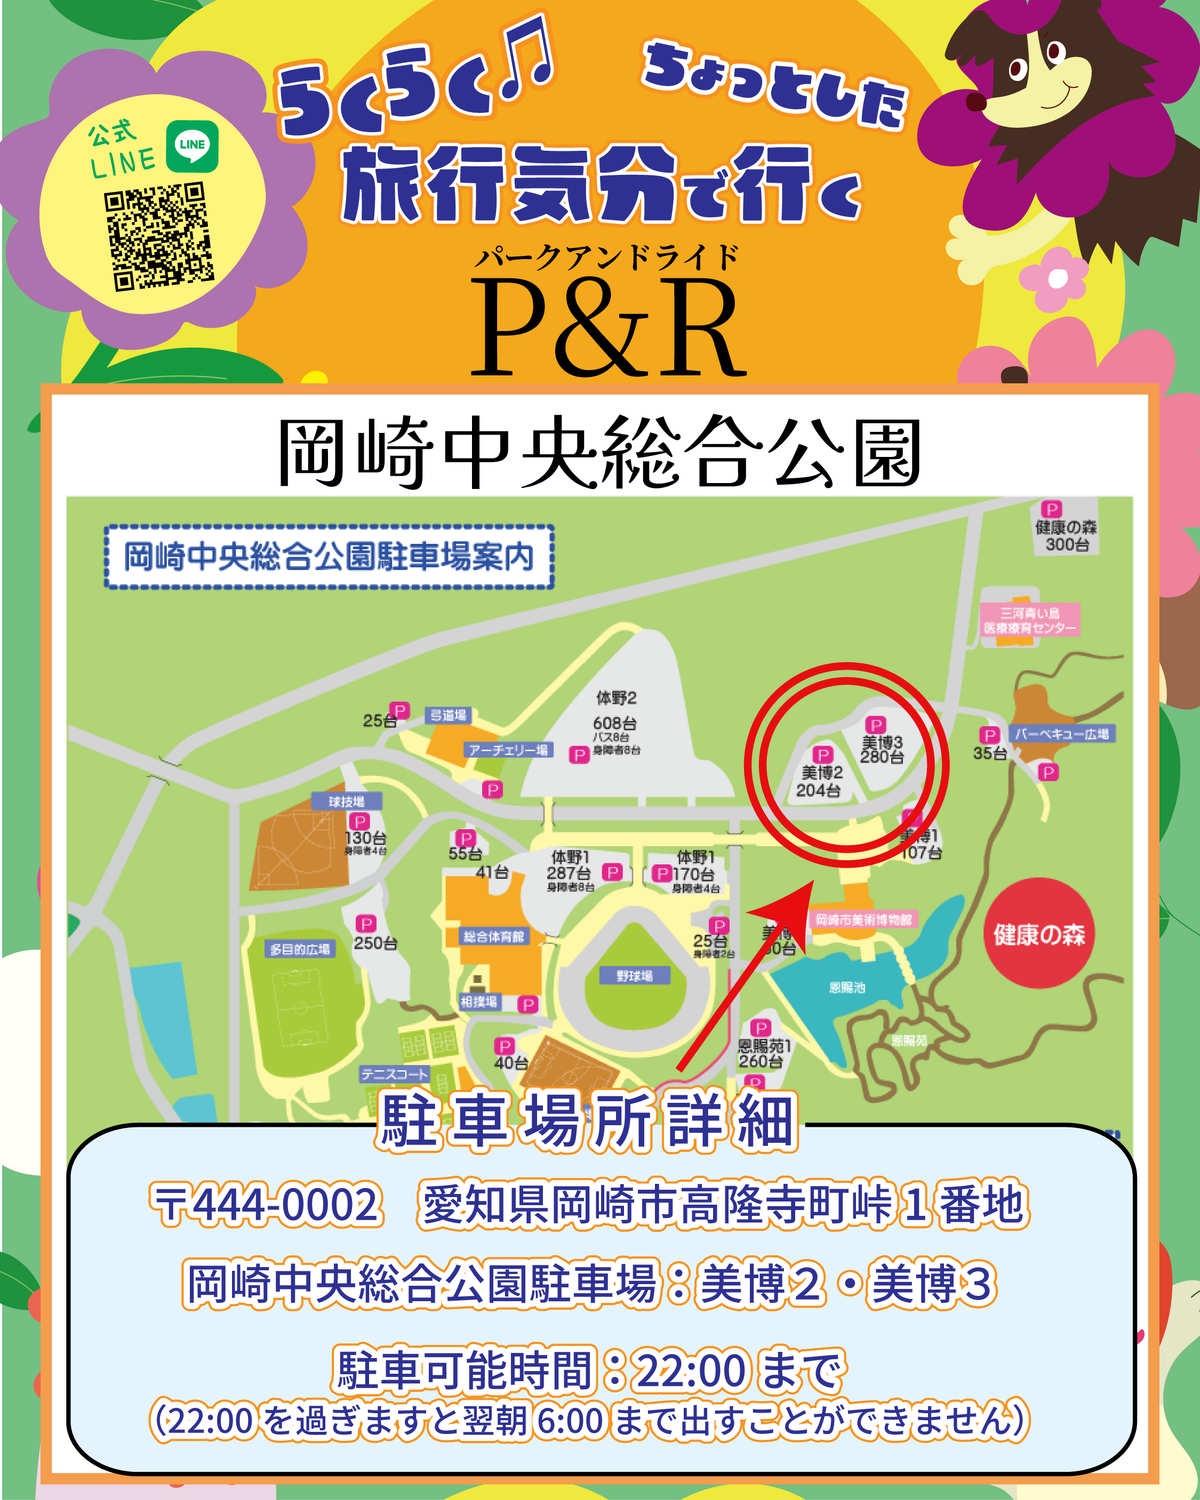 らくらく♫
ちょっとした
旅行気分で行く
公式
LINE
LINE
パークアンドライド
P&R
岡崎中央総合公園
岡崎中央総合公園駐車場案内
P
健康の森
300台
三河青い鳥
医療療育センター
体野2
608台
バス8台
身障者8台
P
25台
P
弓道場
アーチェリー場
P
P
美博3
280台
P
美博2
204台
P
35台
バーベキュー広場
P
球技場
P
130台
身障者4台
P
55台
41台
体野1
287台
身障者8台
P
体野1
P
170台
身障者4台
P
美博1
107台
P
250台
多目的広場
総合体育館
野球場
P
25台
身障者2台
岡崎市美術博物館
健康の森
恩賜池
恩賜苑
相撲場
P
P
40台
テニスコート
P
恩賜苑1
260台
P
駐車場所詳細
〒444-0002　愛知県岡崎市高隆寺町峠1番地
岡崎中央総合公園駐車場：美博２・美博３
駐車可能時間：22:00 まで
（22:00 を過ぎますと翌朝 6:00 まで出すことができません）